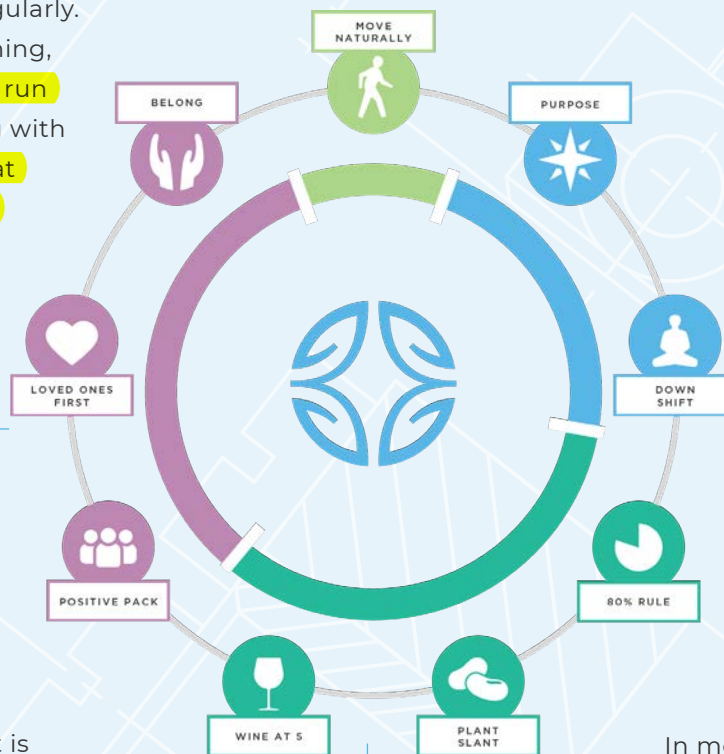 gularly.
ning,
run
with
at
MOVE
NATURALLY
BELONG
PURPOSE
LOVED ONES
FIRST
DOWN
SHIFT
POSITIVE PACK
80% RULE
WINE AT 5
PLANT
SLANT
is
In m